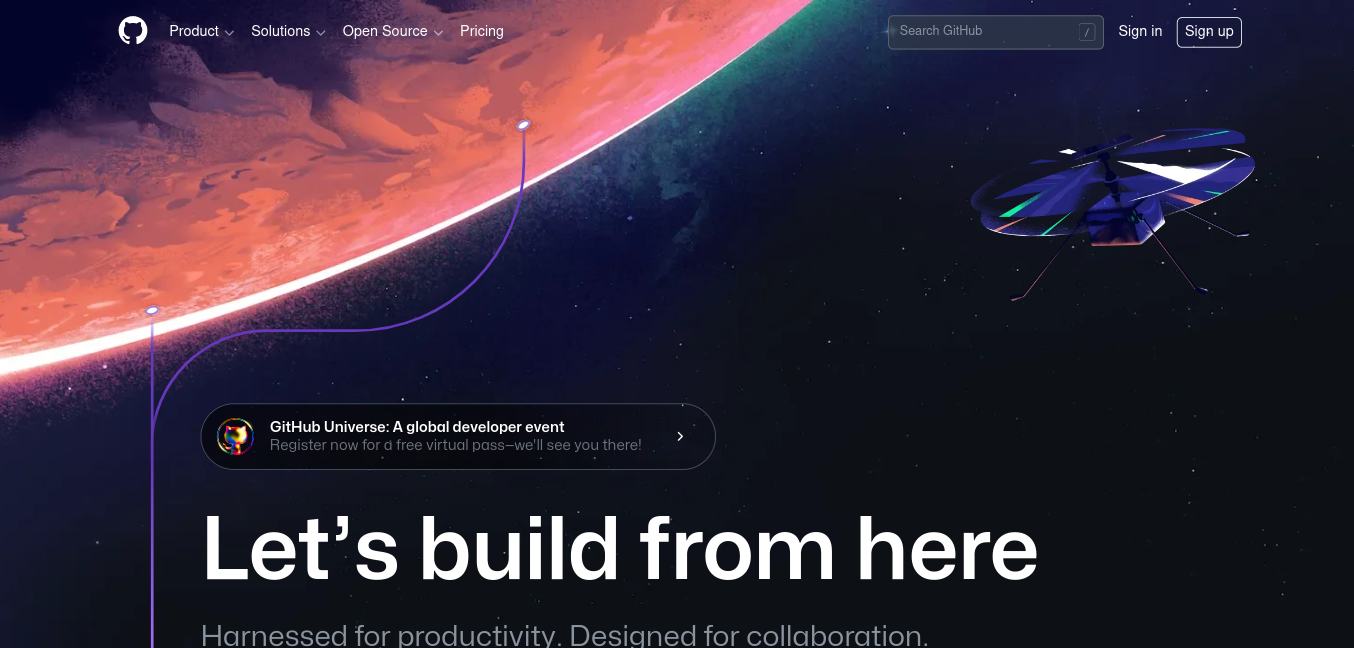 Product
Solutions
Open Source
Pricing
Search GitHub
/
Sign in
Sign up
GitHub Universe: A global developer event
Register now for a free virtual pass—we'll see you there!
Let’s build from here
Harnessed for productivity. Designed for collaboration.